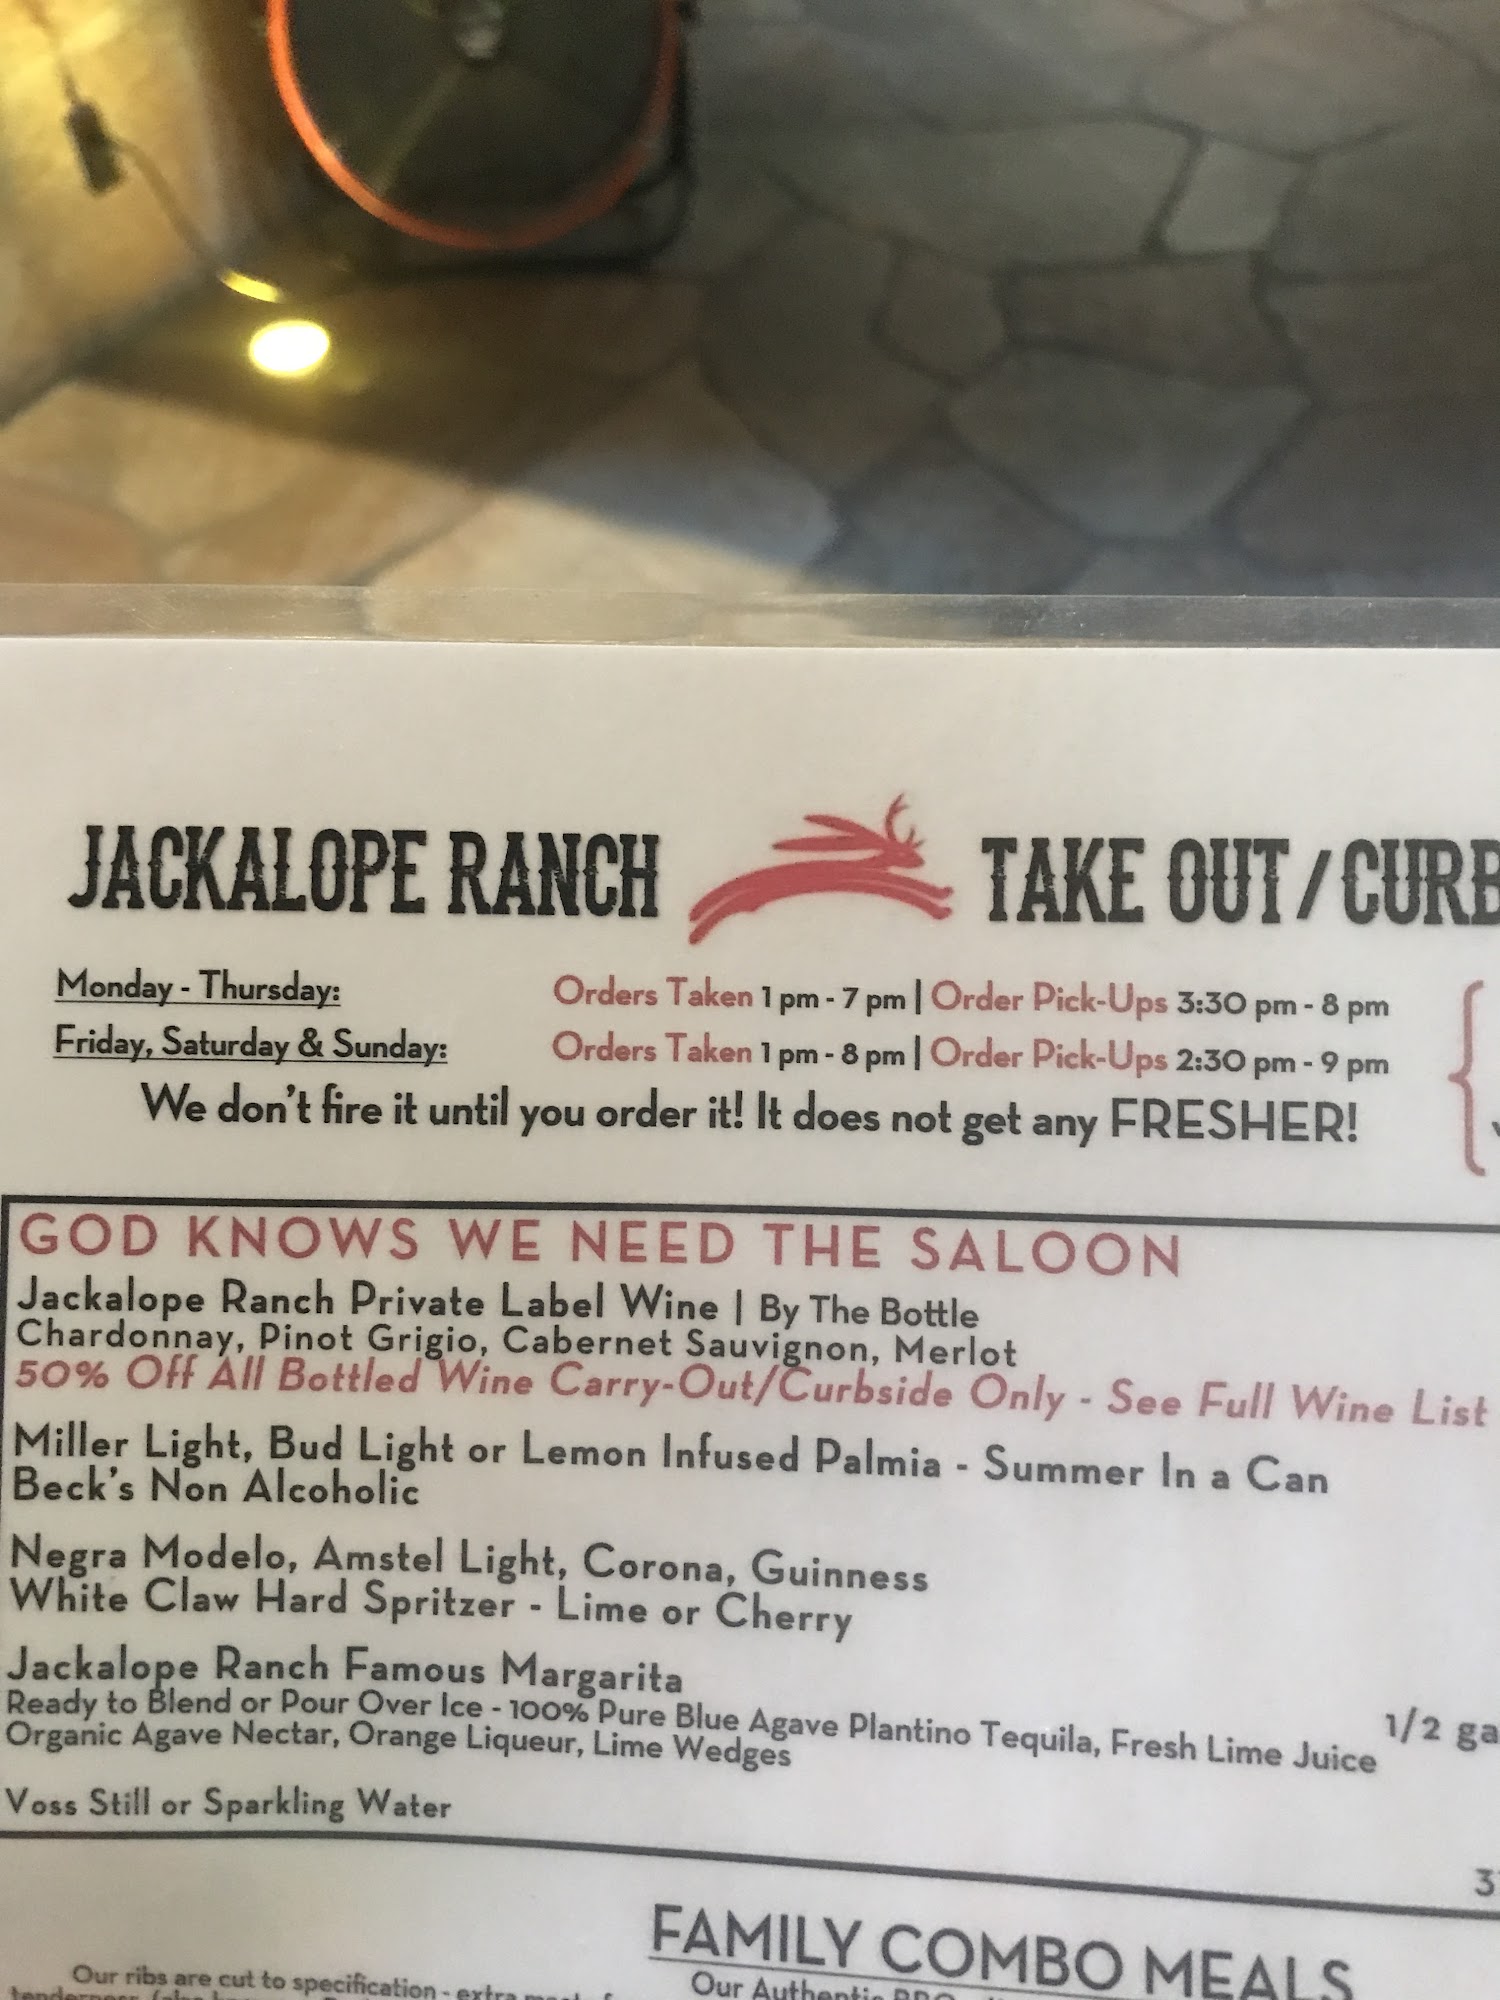 JACKALOPE RANCH TAKE OUT / CURB
Monday - Thursday: Orders Taken 1 pm - 7 pm | Order Pick-Ups 3:30 pm - 8 pm
Friday, Saturday & Sunday: Orders Taken 1 pm - 8 pm | Order Pick-Ups 2:30 pm - 9 pm
We don't fire it until you order it! It does not get any FRESHER!
GOD KNOWS WE NEED THE SALOON
Jackalope Ranch Private Label Wine | By The Bottle
Chardonnay, Pinot Grigio, Cabernet Sauvignon, Merlot
50% Off All Bottled Wine Carry-Out/Curbside Only - See Full Wine List
Miller Light, Bud Light or Lemon Infused Palmia - Summer In a Can
Beck's Non Alcoholic
Negra Modelo, Amstel Light, Corona, Guinness
White Claw Hard Spritzer - Lime or Cherry
Jackalope Ranch Famous Margarita
Ready to Blend or Pour Over Ice - 100% Pure Blue Agave Plantino Tequila, Fresh Lime Juice 1/2 ga
Organic Agave Nectar, Orange Liqueur, Lime Wedges
Voss Still or Sparkling Water
FAMILY COMBO MEALS
Our ribs are cut to specification - extra
Our Authentic BBQ